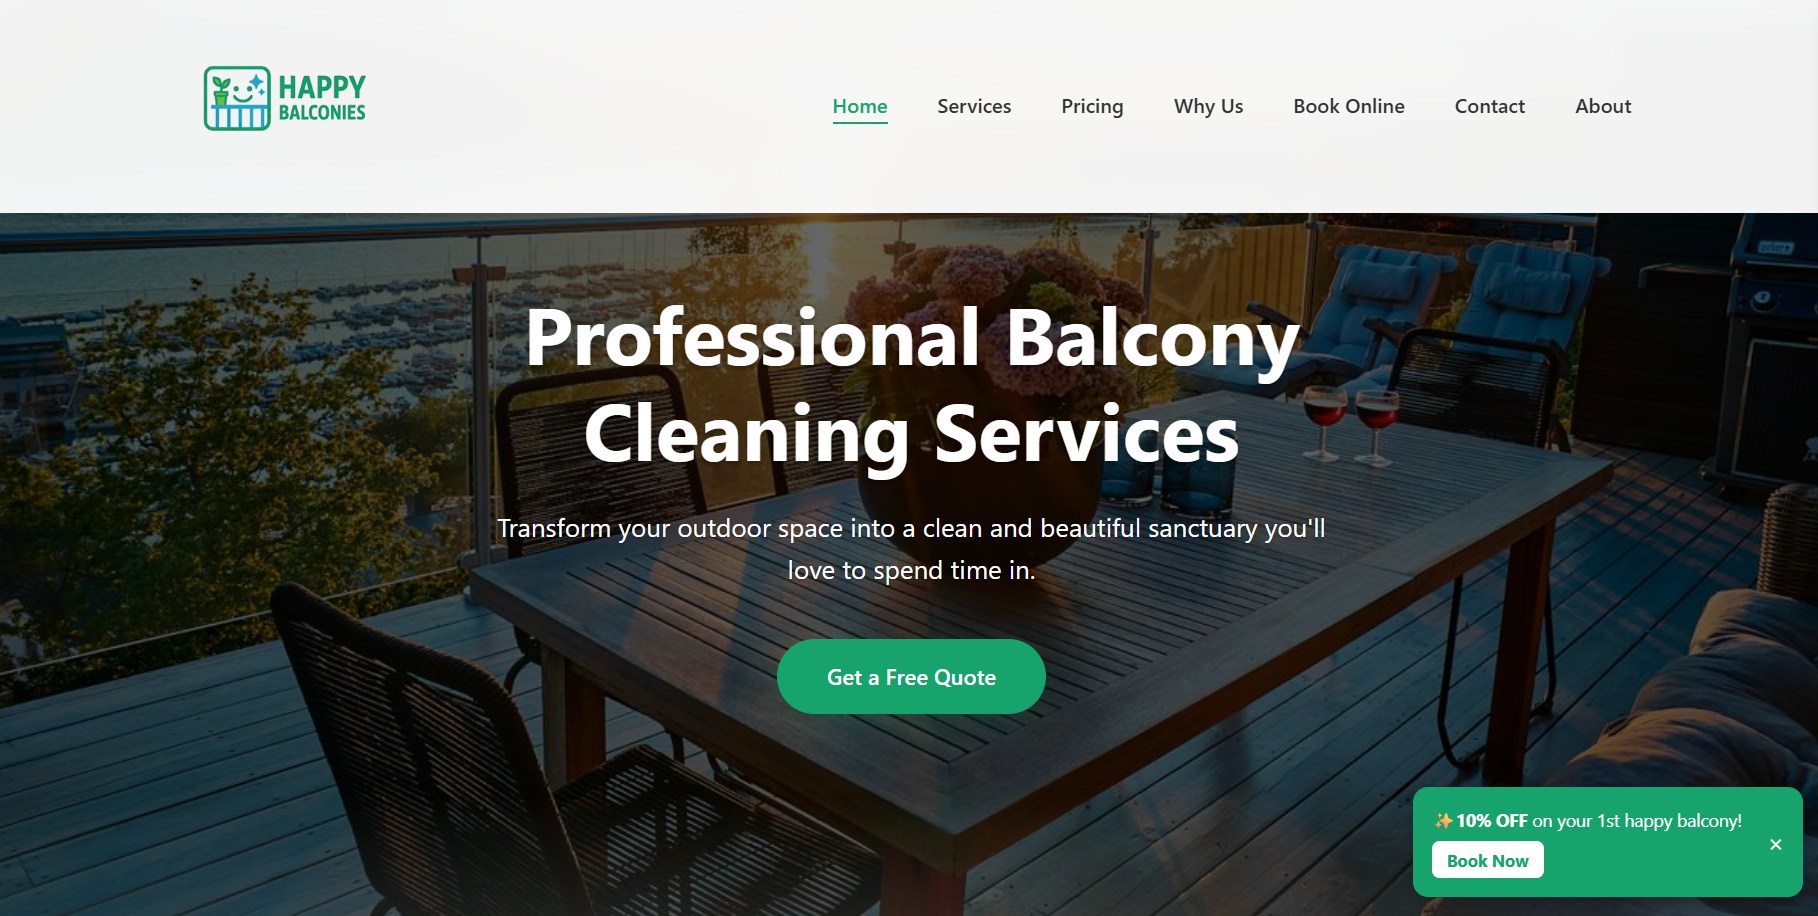 HAPPY
BALCONIES
Home Services Pricing Why Us Book Online Contact About
Professional Balcony
Cleaning Services
Transform your outdoor space into a clean and beautiful sanctuary you'll
love to spend time in.
Get a Free Quote
✨ 10% OFF on your 1st happy balcony!
Book Now
×